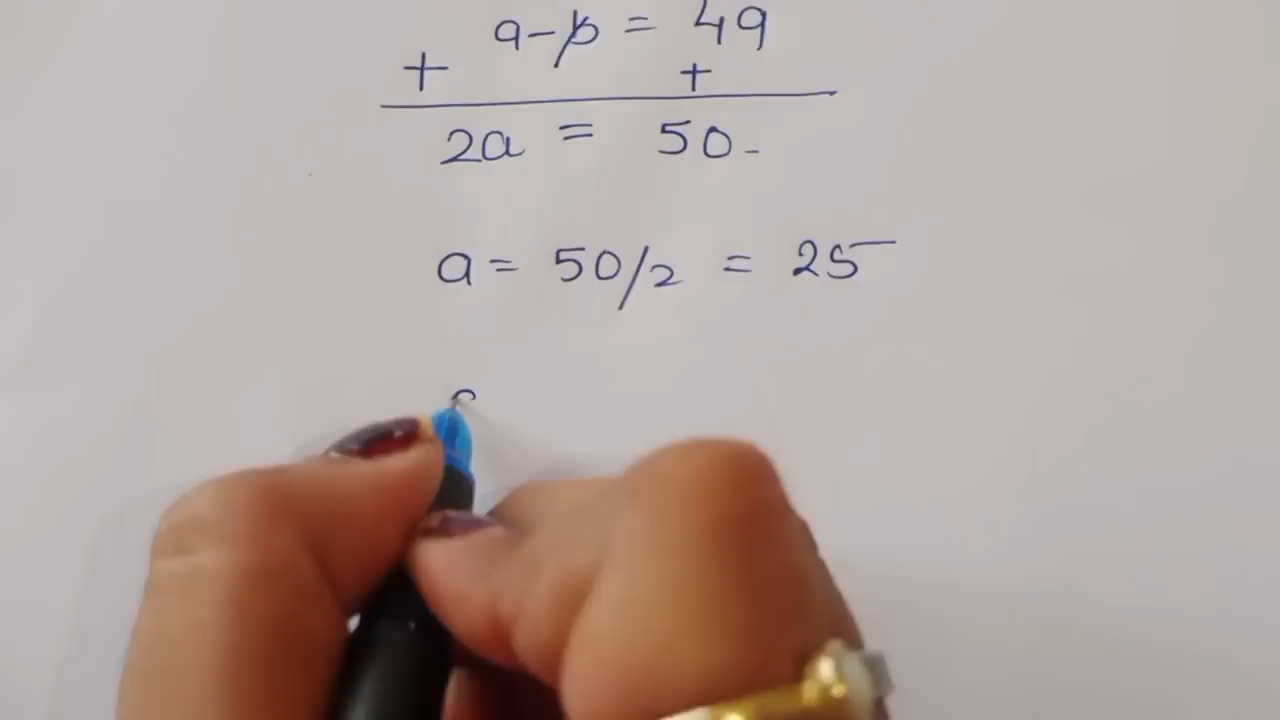 a-b = 49
+ +
2a = 50-
a = 50/2 = 25